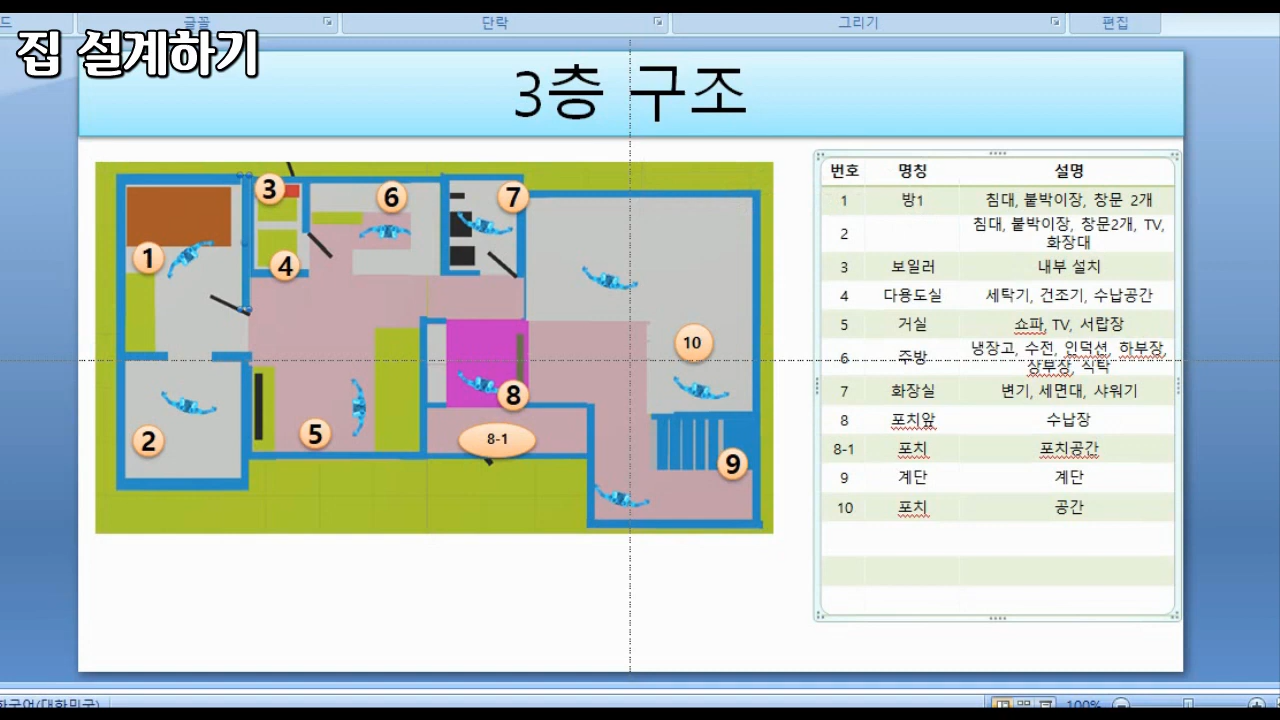 글꼴
단락
그리기
편집
집 설계하기
3층 구조
번호 명칭 설명
1 방1 침대, 붙박이장, 창문 2개
2 침대, 붙박이장, 창문2개, TV,
화장대
3 보일러 내부 설치
4 다용도실 세탁기, 건조기, 수납공간
5 거실 쇼파, TV, 서랍장
6 주방 냉장고, 수전, 인덕션, 하부장,
상부장, 식탁
7 화장실 변기, 세면대, 샤워기
8 포치앞 수납장
8-1 포치 포치공간
9 계단 계단
10 포치 공간
3
6
7
1
4
10
8
5
8-1
2
9
한국어(대한민국)
100%